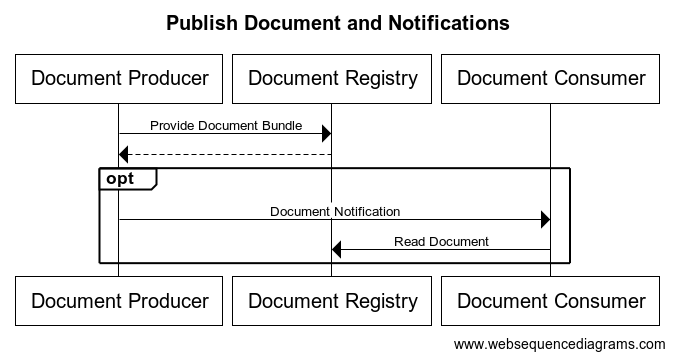 Publish Document and Notifications
Document Producer
Document Registry
Document Consumer
Provide Document Bundle
opt
Document Notification
Read Document
Document Producer
Document Registry
Document Consumer
www.websequencediagrams.com